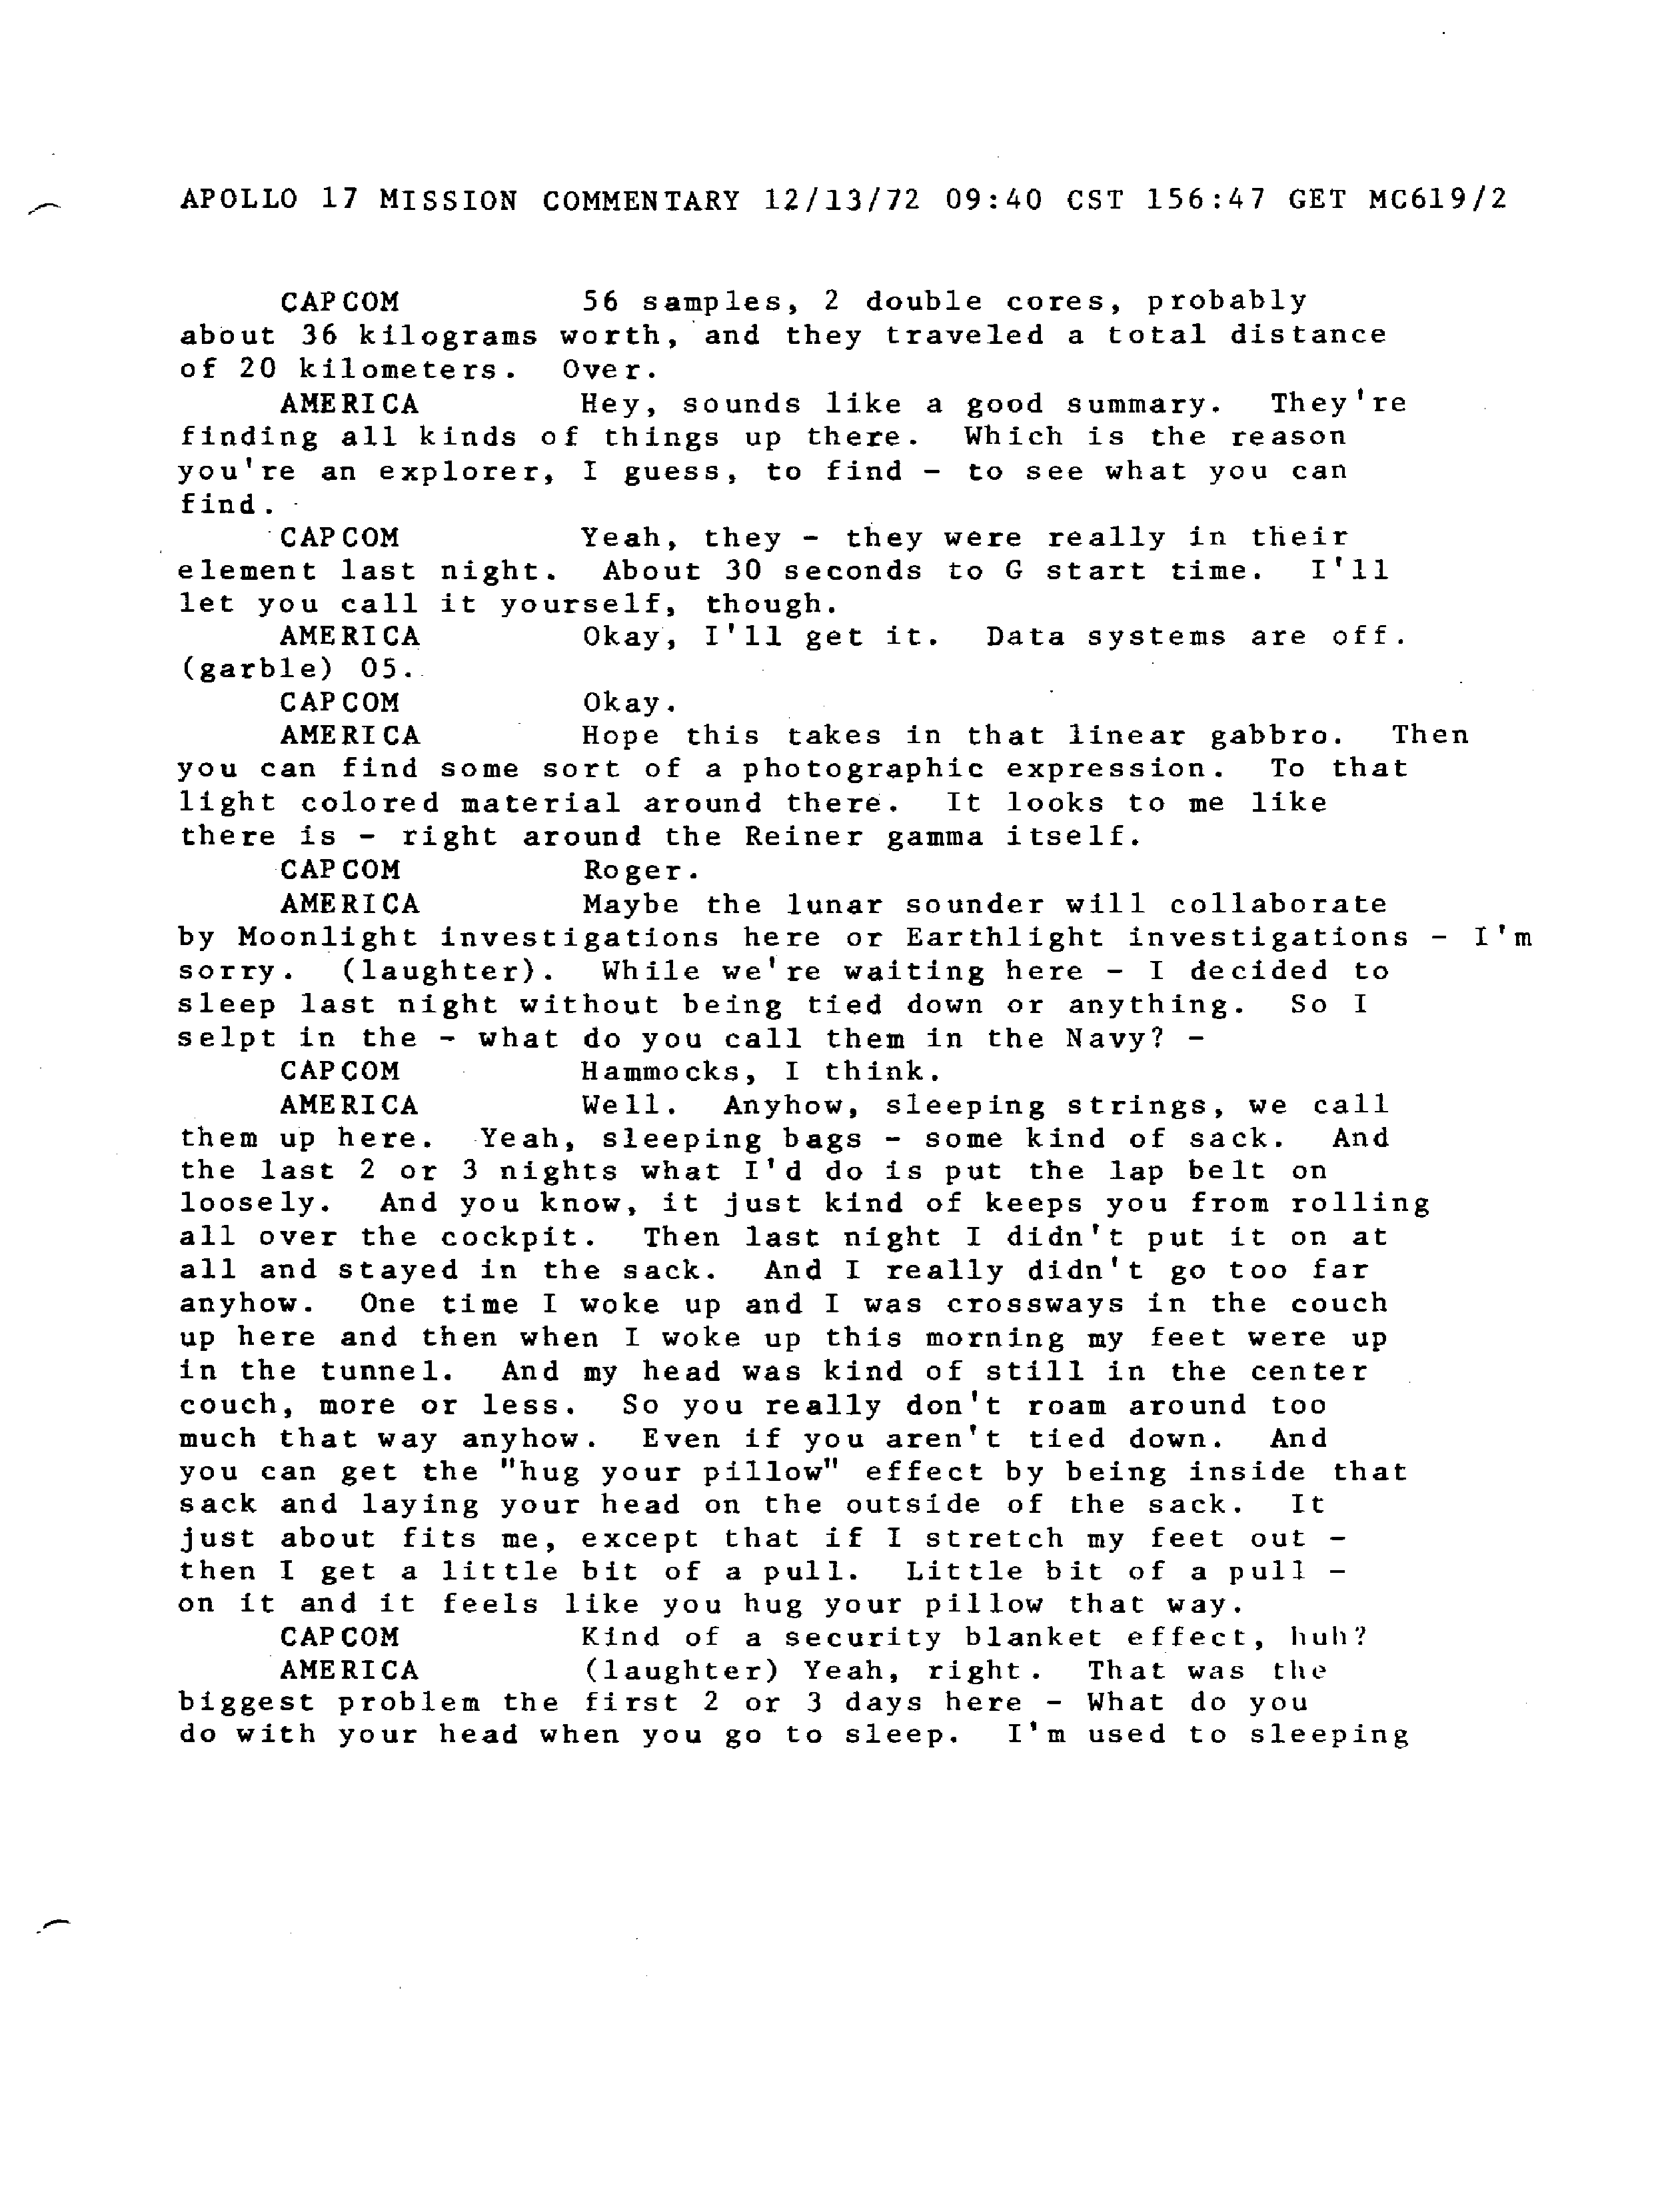 APOLLO 17 MISSION COMMENTARY 12/13/72 09:40 CST 156:47 GET MC619/2
CAPCOM 56 samples, 2 double cores, probably
about 36 kilograms worth, and they traveled a total distance
of 20 kilometers. Over.
AMERICA Hey, sounds like a good summary. They're
finding all kinds of things up there. Which is the reason
you're an explorer, I guess, to find - to see what you can
find.
CAPCOM Yeah, they - they were really in their
element last night. About 30 seconds to G start time. I'll
let you call it yourself, though.
AMERICA Okay, I'll get it. Data systems are off.
(garble) 05.
CAPCOM Okay.
AMERICA Hope this takes in that linear gabbro. Then
you can find some sort of a photographic expression. To that
light colored material around there. It looks to me like
there is - right around the Reiner gamma itself.
CAPCOM Roger.
AMERICA Maybe the lunar sounder will collaborate
by Moonlight investigations here or Earthlight investigations - I'm
sorry. (laughter). While we're waiting here - I decided to
sleep last night without being tied down or anything. So I
selpt in the - what do you call them in the Navy? -
CAPCOM Hammocks, I think.
AMERICA Well. Anyhow, sleeping strings, we call
them up here. Yeah, sleeping bags - some kind of sack. And
the last 2 or 3 nights what I'd do is put the lap belt on
loosely. And you know, it just kind of keeps you from rolling
all over the cockpit. Then last night I didn't put it on at
all and stayed in the sack. And I really didn't go too far
anyhow. One time I woke up and I was crossways in the couch
up here and then when I woke up this morning my feet were up
in the tunnel. And my head was kind of still in the center
couch, more or less. So you really don't roam around too
much that way anyhow. Even if you aren't tied down. And
you can get the "hug your pillow" effect by being inside that
sack and laying your head on the outside of the sack. It
just about fits me, except that if I stretch my feet out -
then I get a little bit of a pull. Little bit of a pull -
on it and it feels like you hug your pillow that way.
CAPCOM Kind of a security blanket effect, huh?
AMERICA (laughter) Yeah, right. That was the
biggest problem the first 2 or 3 days here - What do you
do with your head when you go to sleep. I'm used to sleeping